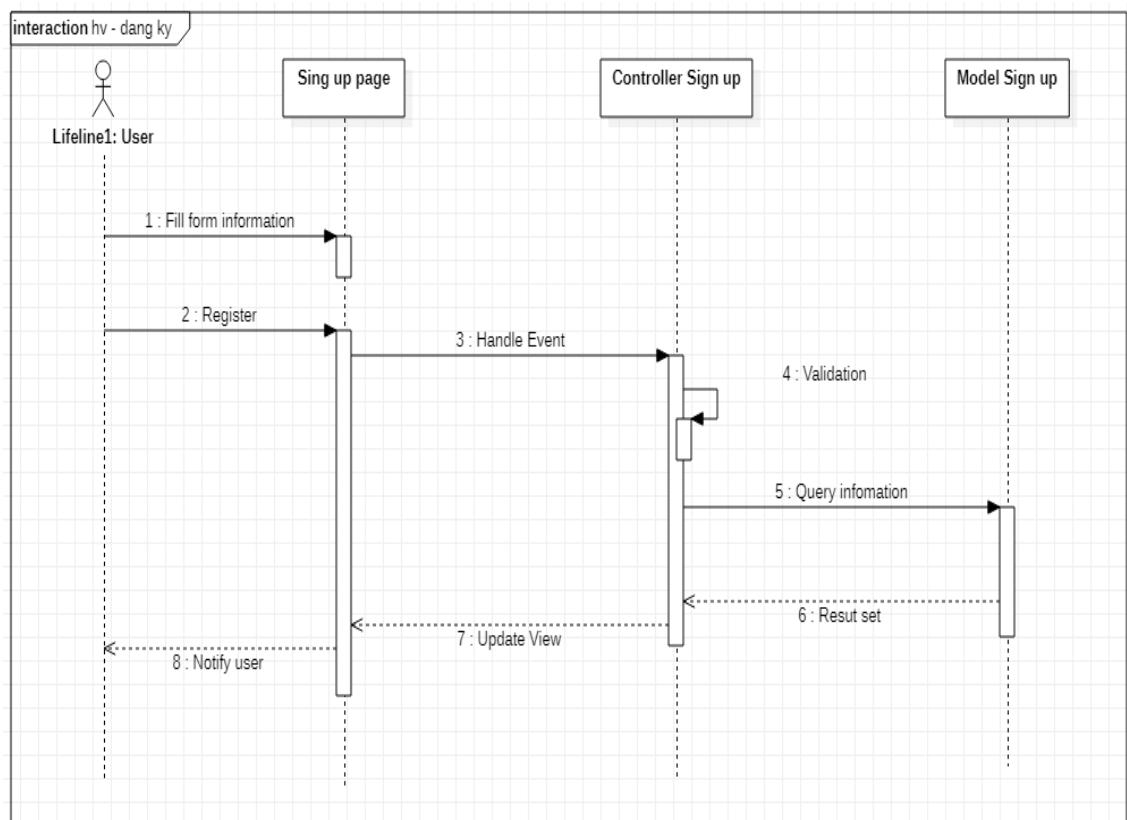 interaction hv - dang ky
Sing up page
Controller Sign up
Model Sign up
Lifeline1: User
1 : Fill form information
2 : Register
3 : Handle Event
4 : Validation
5 : Query infomation
6 : Resut set
7 : Update View
8 : Notify user